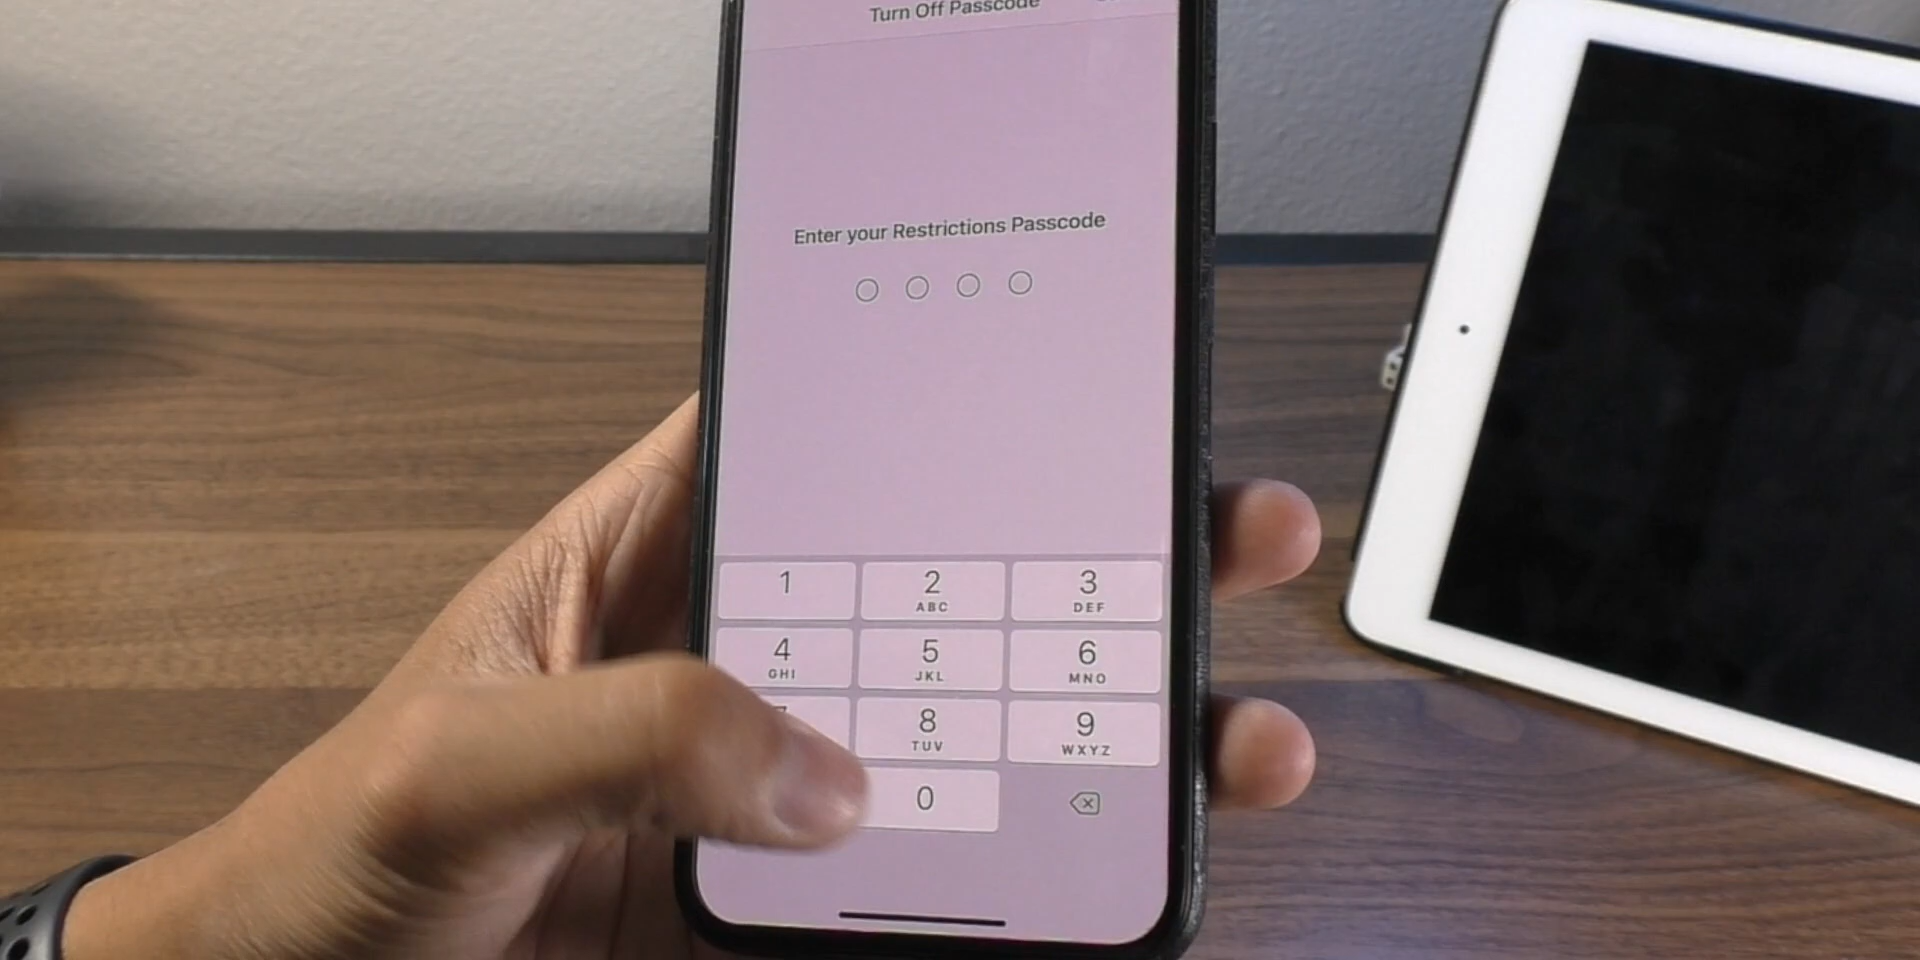 Turn Off Passcode
Enter your Restrictions Passcode
1
2
ABC
3
DEF
4
GHI
5
JKL
6
MNO
8
TUV
9
WXYZ
0